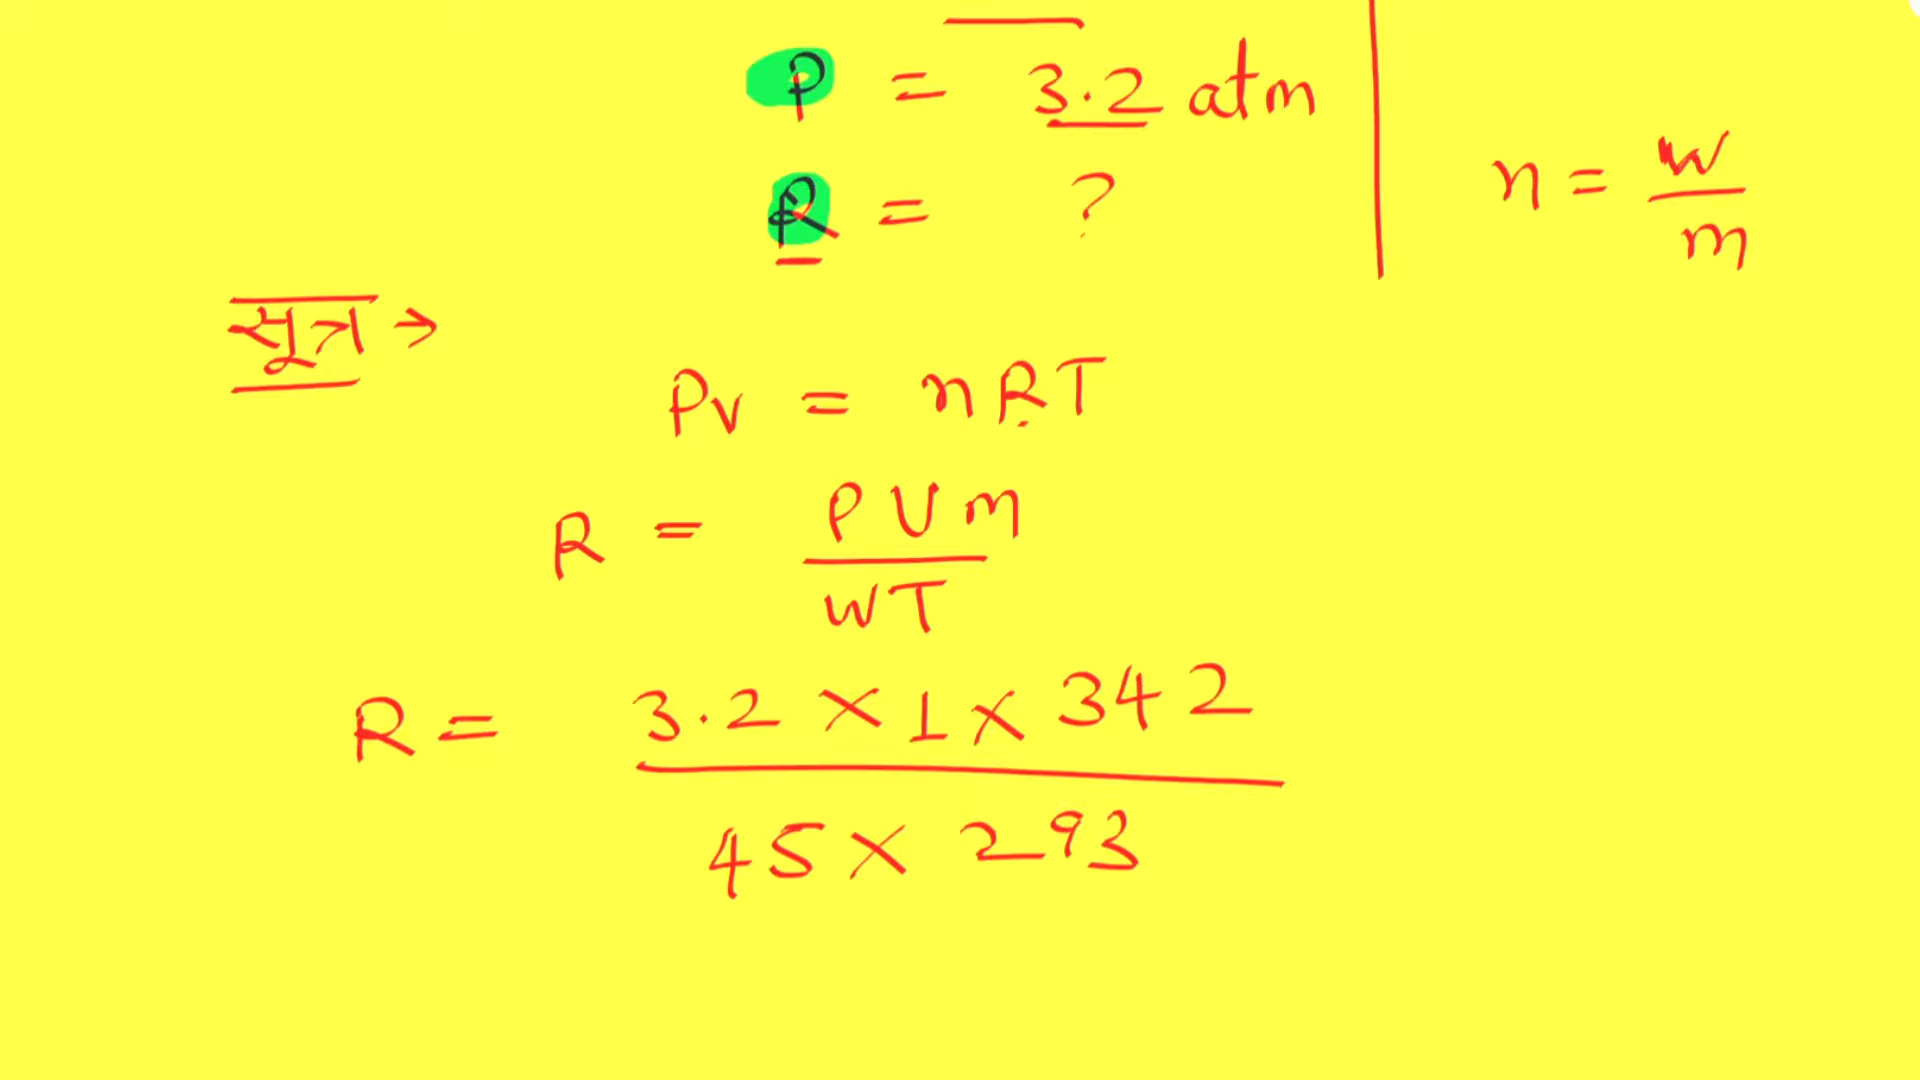 P = 3.2 atm
R = ?
n = W
m
सूत्र →
Pv = nRT
R = PVm
WT
R = 3.2 × 1 × 342
45 × 293